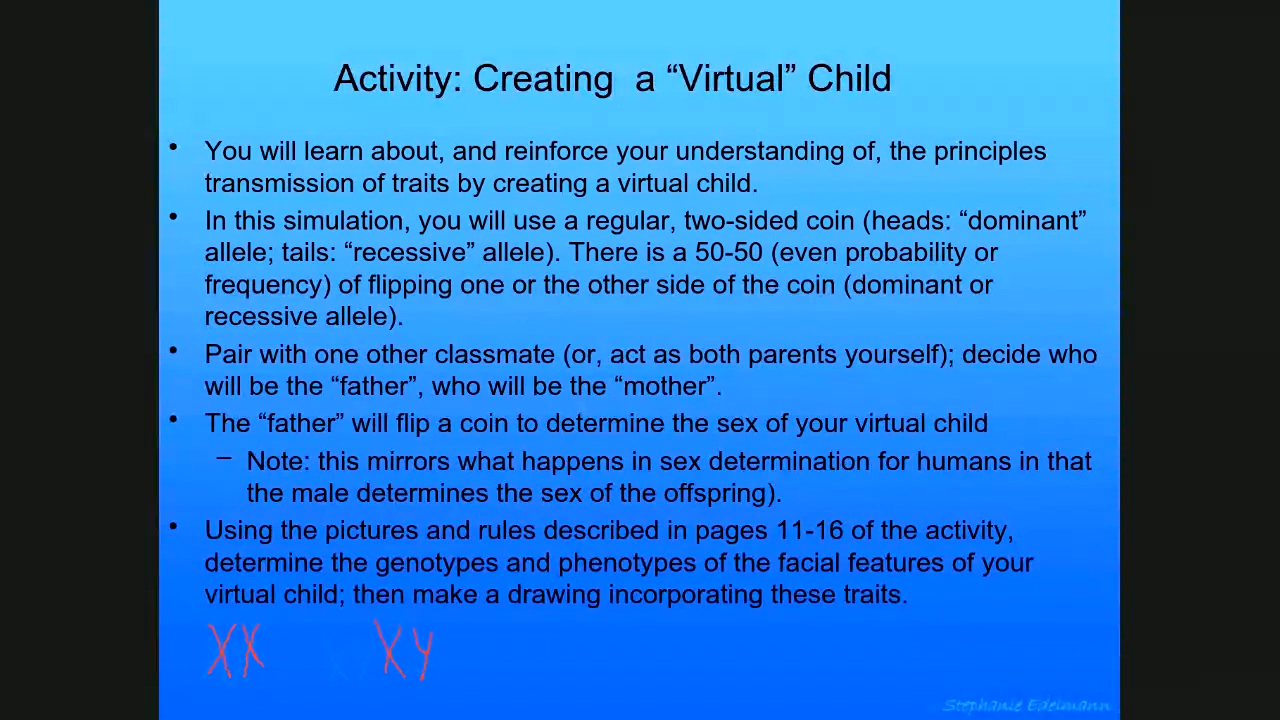 Activity: Creating  a “Virtual” Child
• You will learn about, and reinforce your understanding of, the principles
transmission of traits by creating a virtual child.
• In this simulation, you will use a regular, two-sided coin (heads: “dominant”
allele; tails: “recessive” allele). There is a 50-50 (even probability or
frequency) of flipping one or the other side of the coin (dominant or
recessive allele).
• Pair with one other classmate (or, act as both parents yourself); decide who
will be the “father”, who will be the “mother”.
• The “father” will flip a coin to determine the sex of your virtual child
– Note: this mirrors what happens in sex determination for humans in that
the male determines the sex of the offspring).
• Using the pictures and rules described in pages 11-16 of the activity,
determine the genotypes and phenotypes of the facial features of your
virtual child; then make a drawing incorporating these traits.
XX XY
Stephanie Edelmann